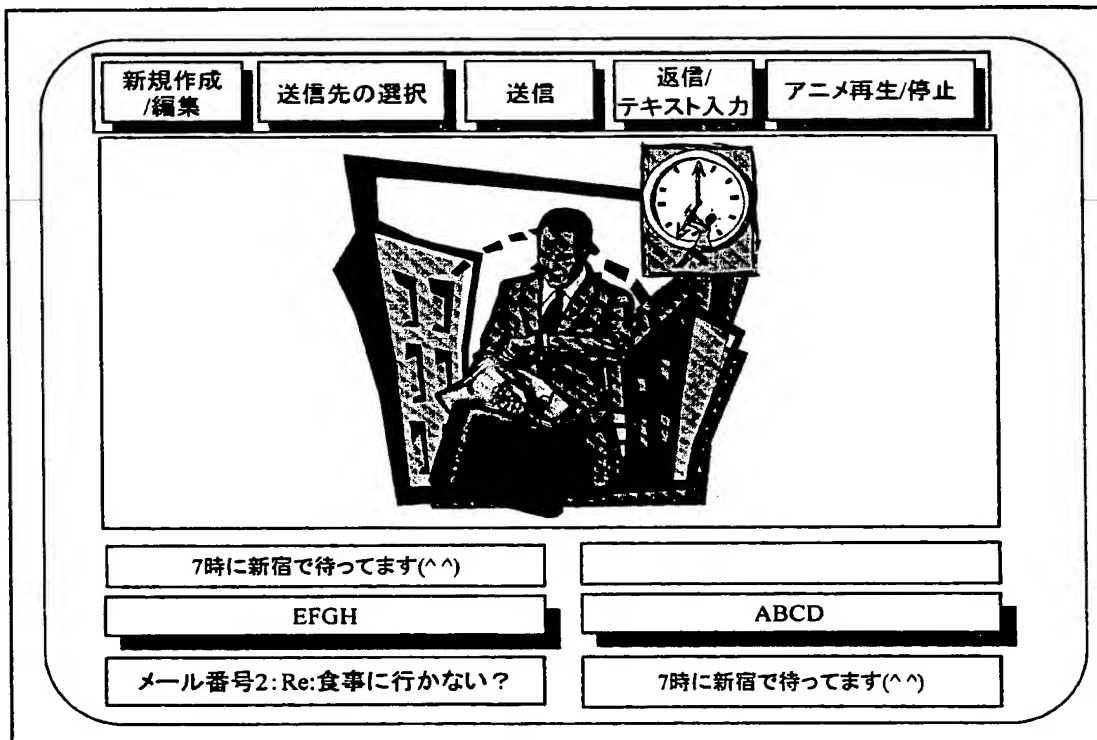 新規作成
/編集
送信先の選択
送信
返信/
テキスト入力
アニメ再生/停止
7時に新宿で待ってます(^ ^)
EFGH
ABCD
メール番号2:Re:食事に行かない？
7時に新宿で待ってます(^ ^)